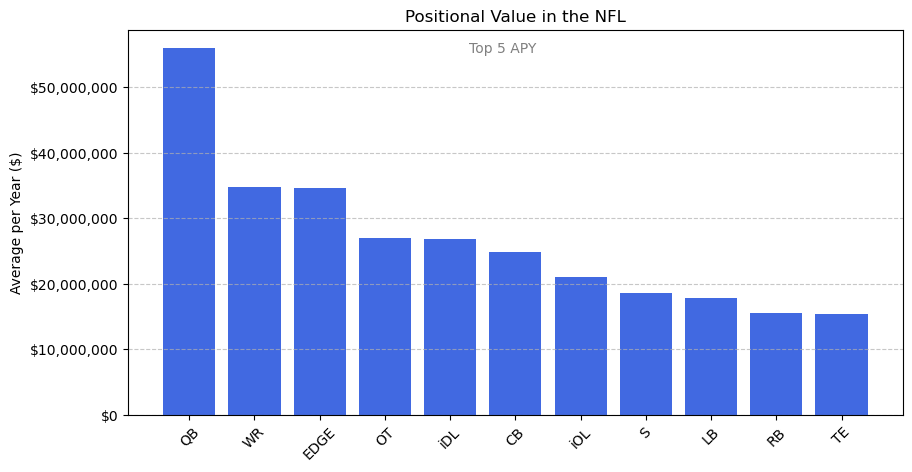 Positional Value in the NFL
Top 5 APY
Average per Year ($)
$50,000,000
$40,000,000
$30,000,000
$20,000,000
$10,000,000
$0
QB
WR
EDGE
OT
iDL
CB
iOL
S
LB
RB
TE